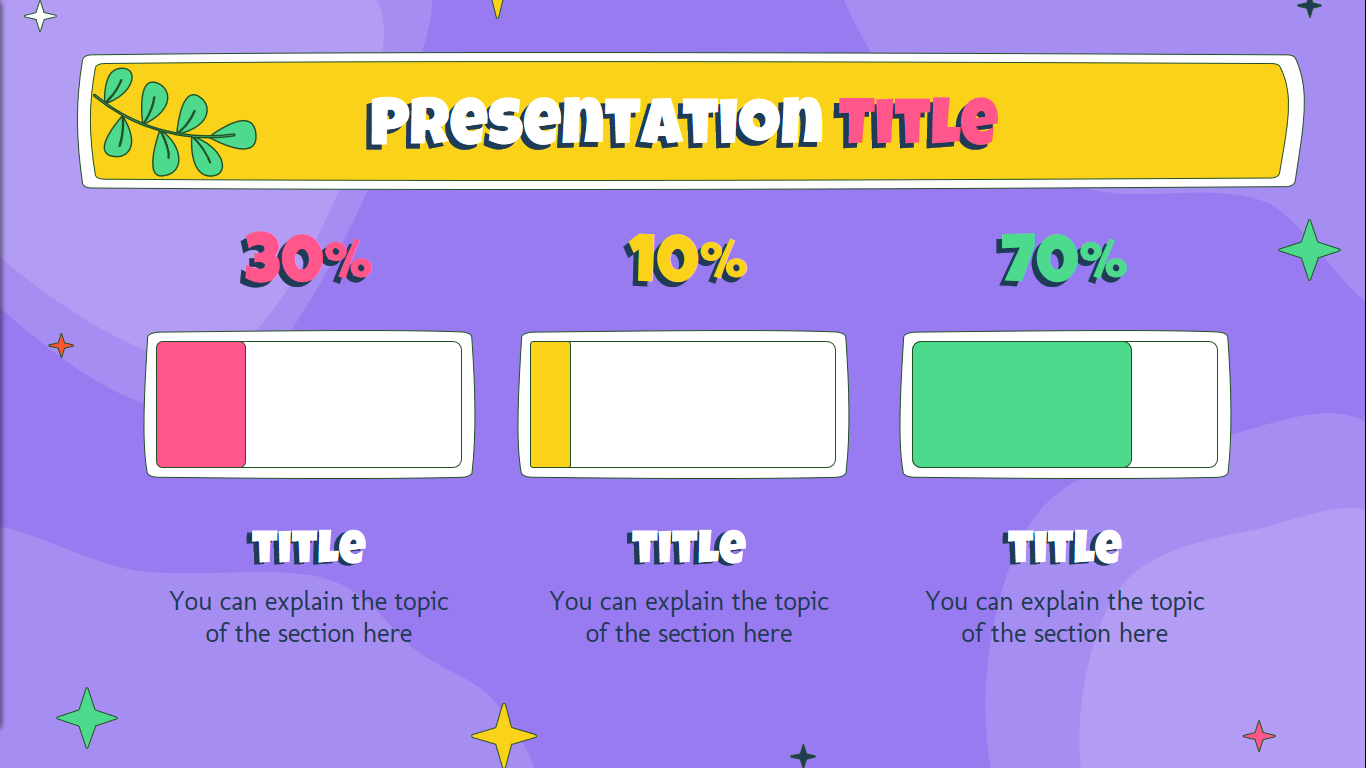 Presentation Title
30%
10%
70%
Title
Title
Title
You can explain the topic
of the section here
You can explain the topic
of the section here
You can explain the topic
of the section here